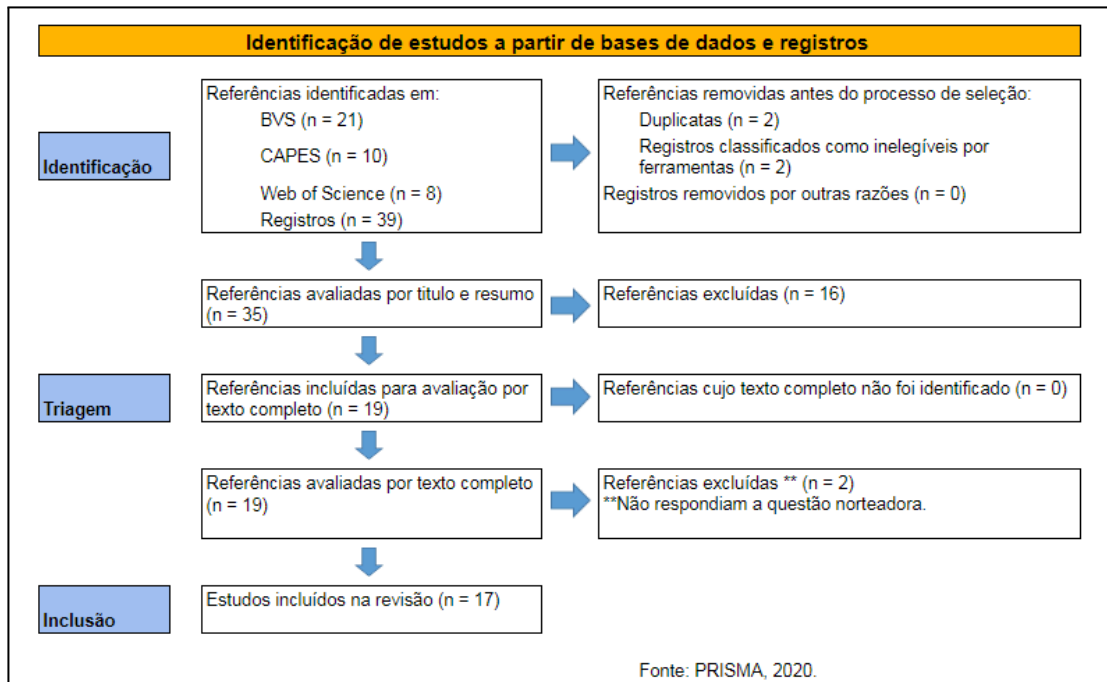 Identificação de estudos a partir de bases de dados e registros
Identificação
Referências identificadas em:
BVS (n = 21)
CAPES (n = 10)
Web of Science (n = 8)
Registros (n = 39)
Referências removidas antes do processo de seleção:
Duplicatas (n = 2)
Registros classificados como inelegíveis por
ferramentas (n = 2)
Registros removidos por outras razões (n = 0)
Referências avaliadas por titulo e resumo
(n = 35)
Referências excluídas (n = 16)
Triagem
Referências incluídas para avaliação por
texto completo (n = 19)
Referências cujo texto completo não foi identificado (n = 0)
Referências avaliadas por texto completo
(n = 19)
Referências excluídas ** (n = 2)
**Não respondiam a questão norteadora.
Inclusão
Estudos incluídos na revisão (n = 17)
Fonte: PRISMA, 2020.